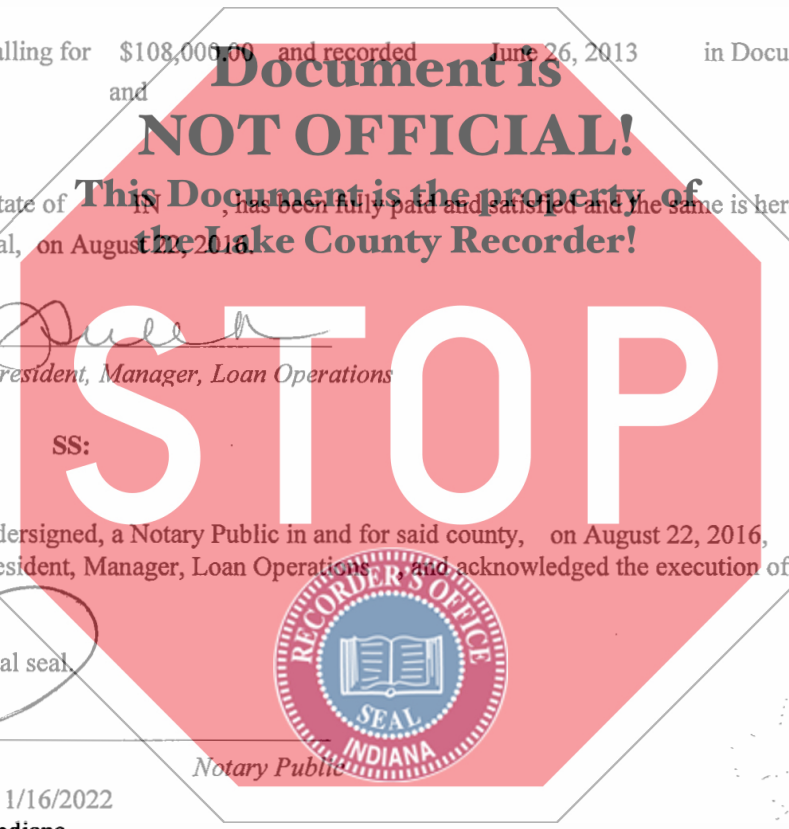 alling for $108,000.00 and recorded June 26, 2013 in Docu
Document is
and
NOT OFFICIAL!
This Document is the property of
tate of IN , has been fully paid and satisfied and the same is her
the Lake County Recorder!
al, on August 22, 2016.
resident, Manager, Loan Operations
STOP
SS:
dersigned, a Notary Public in and for said county, on August 22, 2016,
esident, Manager, Loan Operations , and acknowledged the execution of
RECORDER'S OFFICE
al seal.
SEAL
INDIANA
Notary Public
1/16/2022